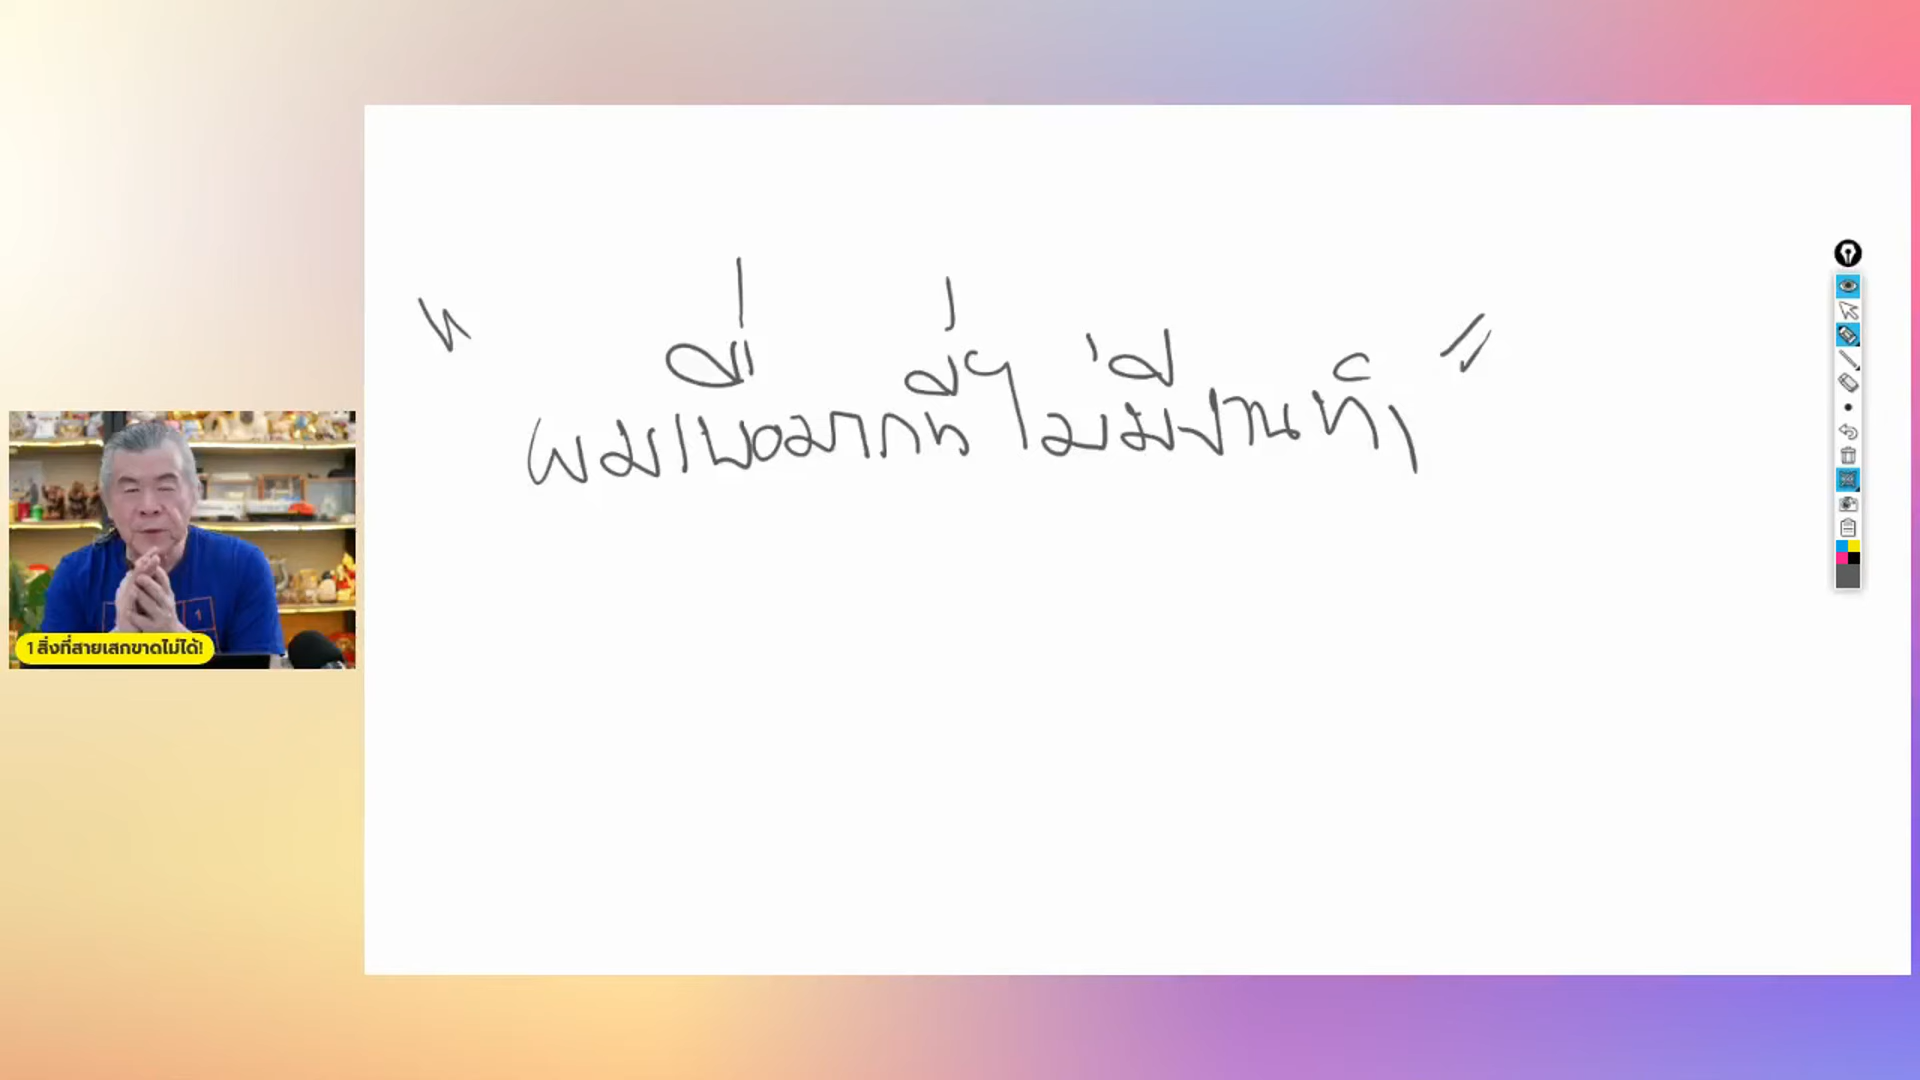 "ผมเบื่อมากที่ไม่มีงานทำ"
1 สิ่งที่สายเสกขาดไม่ได้!
1